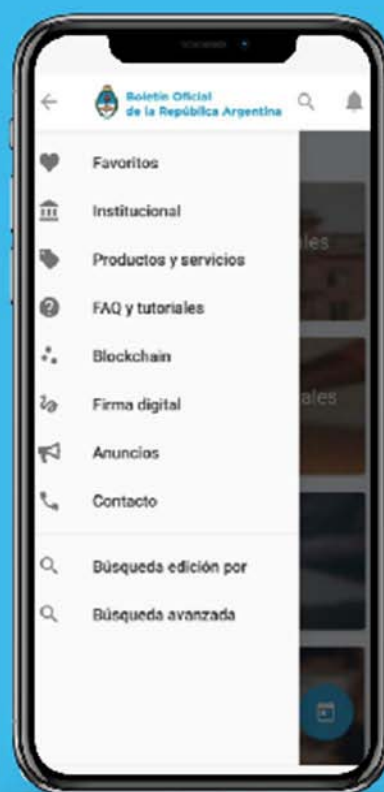 Boletín Oficial
de la República Argentina
Favoritos
Institucional
Productos y servicios
FAQ y tutoriales
Blockchain
Firma digital
Anuncios
Contacto
Búsqueda edición por
Búsqueda avanzada